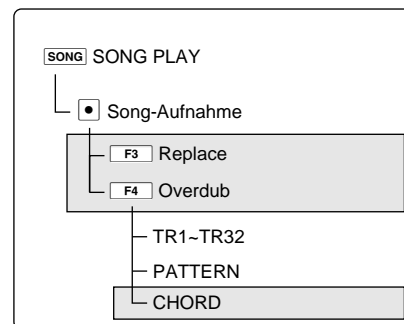 SONG SONG PLAY
● Song-Aufnahme
F3 Replace
F4 Overdub
TR1~TR32
PATTERN
CHORD